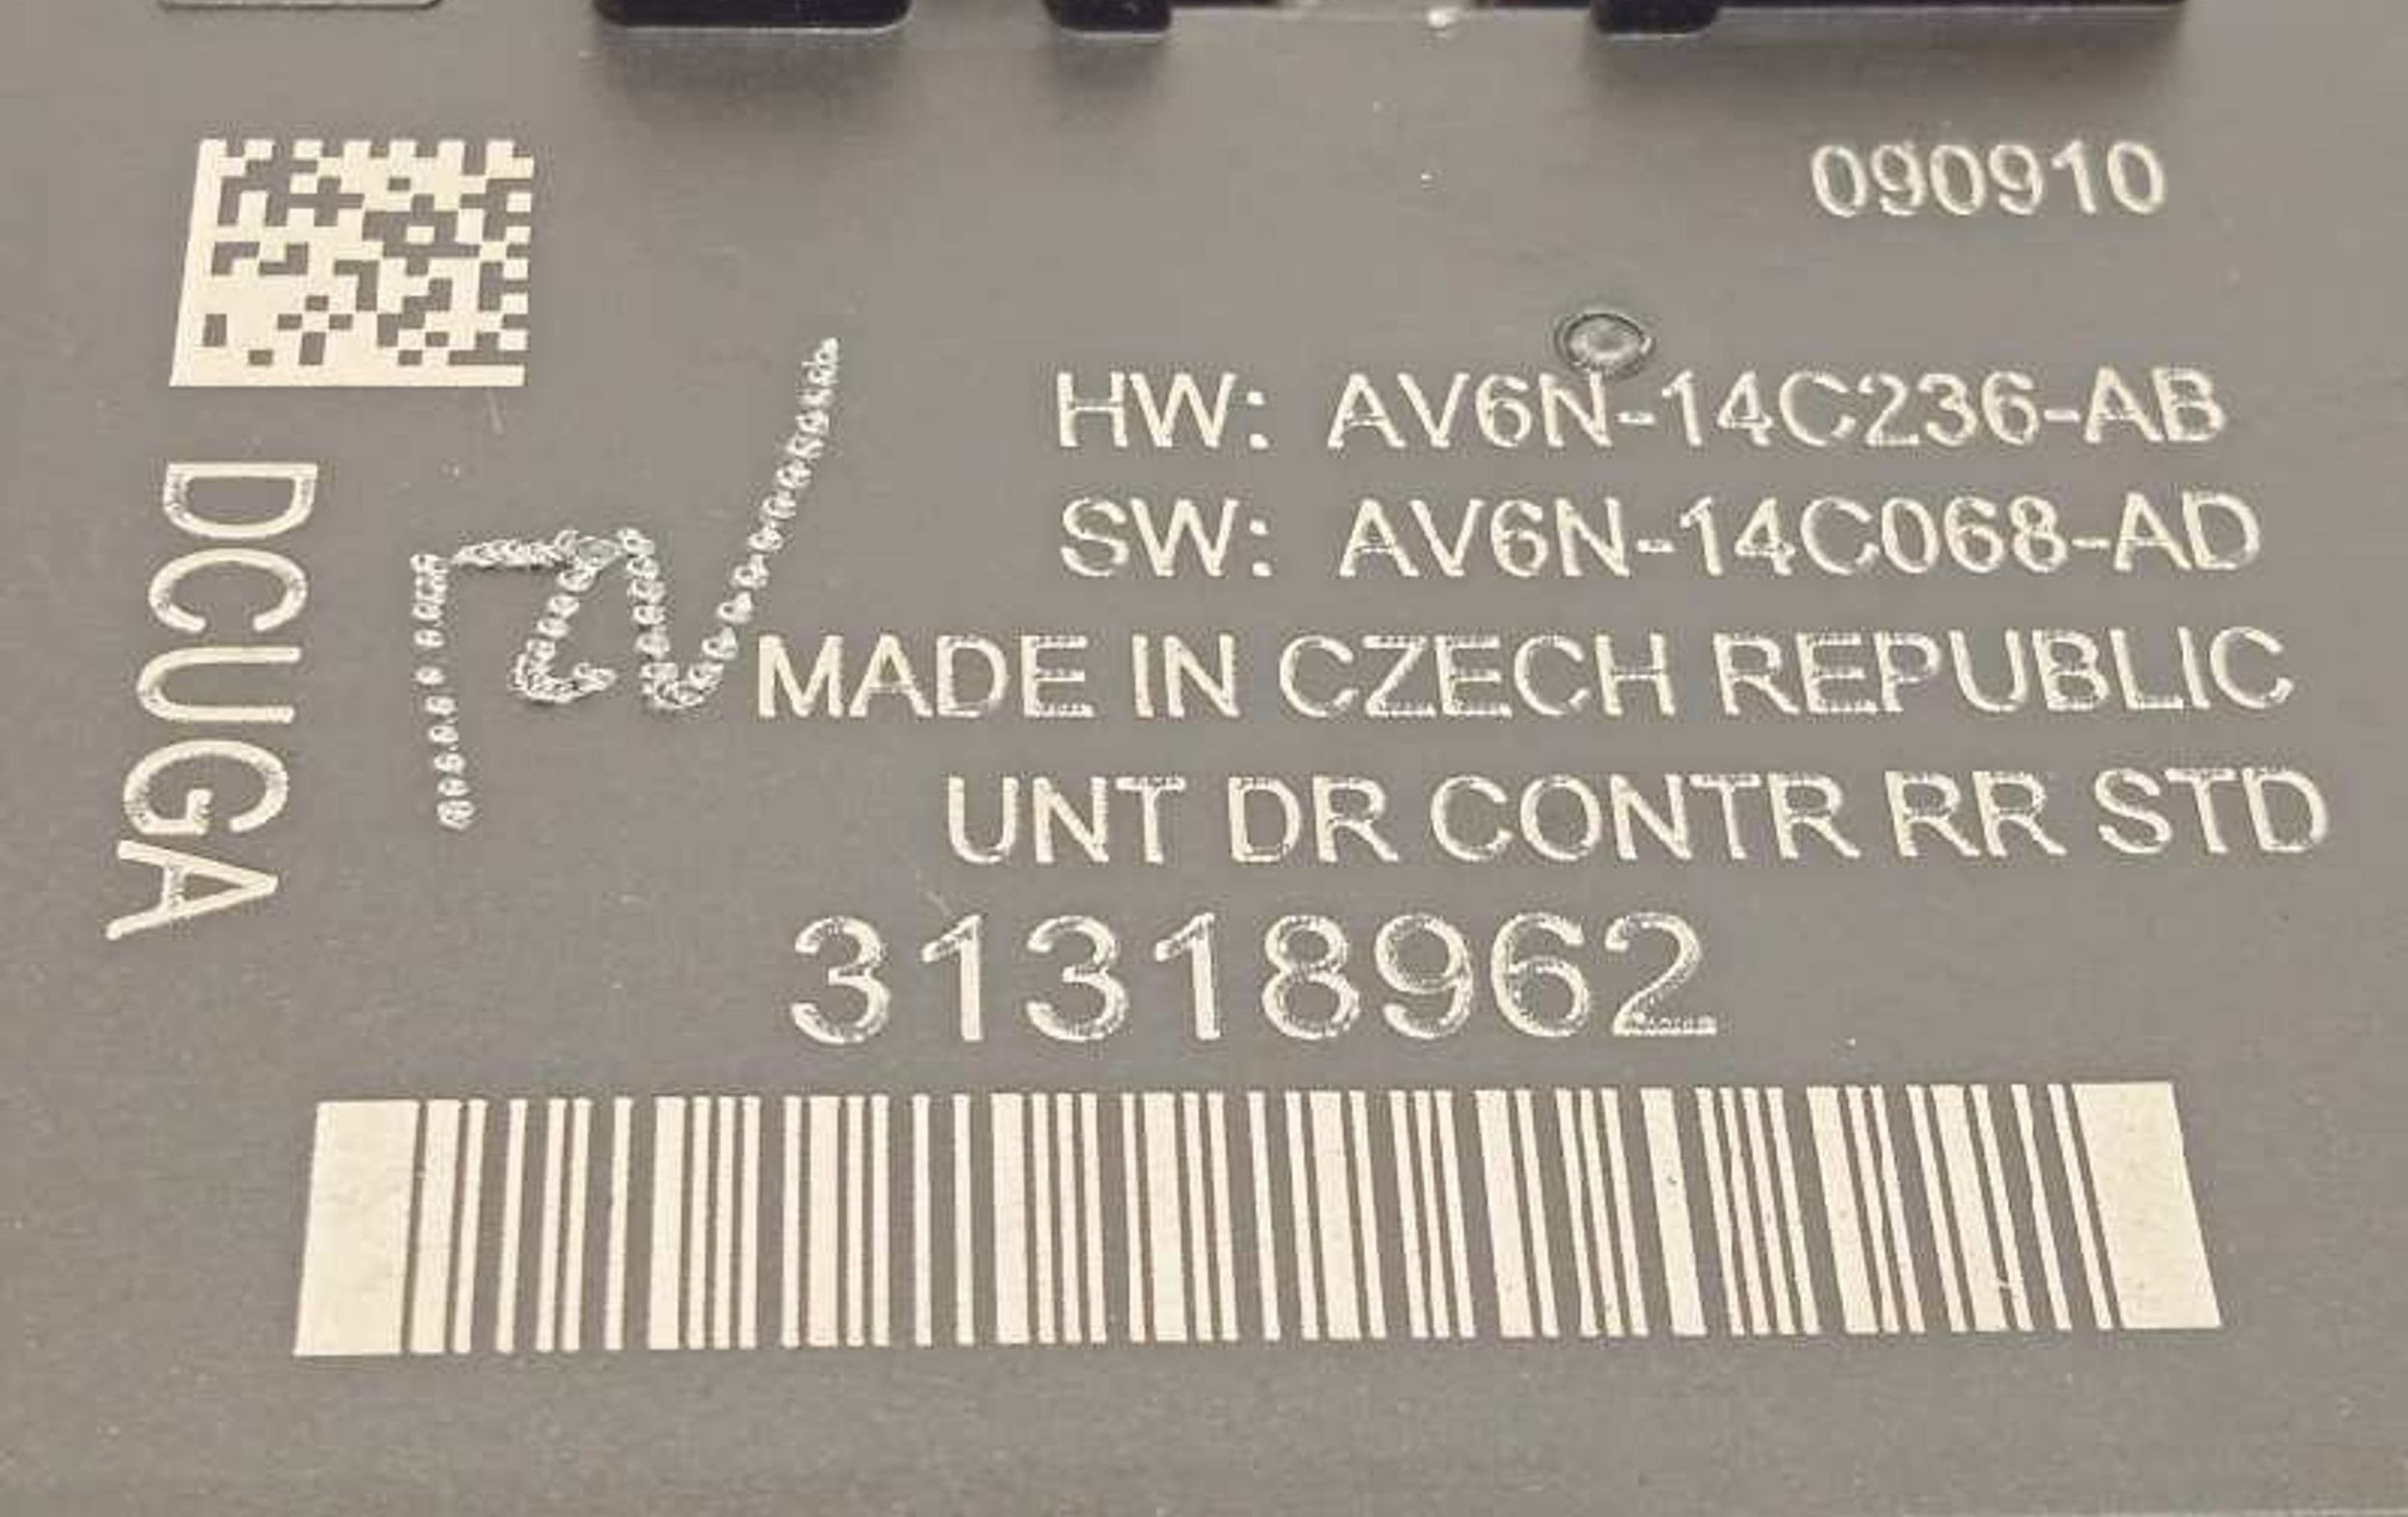 090910
HW: AV6N-14C236-AB
SW: AV6N-14C068-AD
MADE IN CZECH REPUBLIC
UNT DR CONTR RR STD
31318962
DCUGA